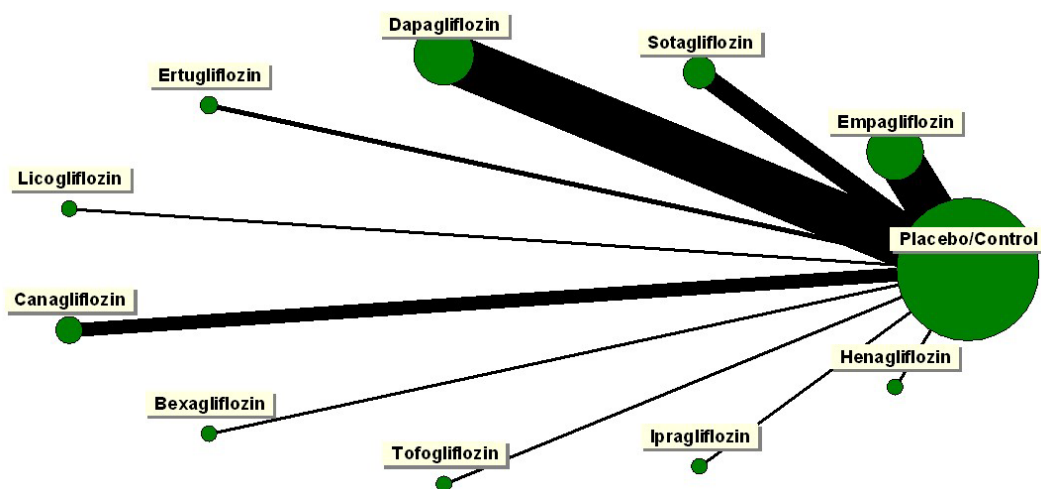 Dapagliflozin
Sotagliflozin
Ertugliflozin
Empagliflozin
Licogliflozin
Placebo/Control
Canagliflozin
Henagliflozin
Bexagliflozin
Ipragliflozin
Tofogliflozin